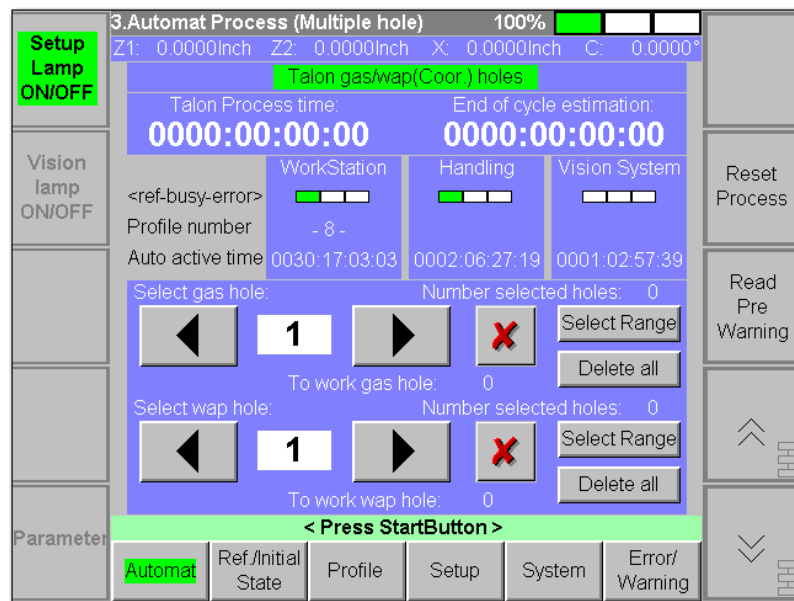 3.Automat Process (Multiple hole) 100%
Z1: 0.0000Inch Z2: 0.0000Inch X: 0.0000Inch C: 0.0000°
Setup
Lamp
ON/OFF
Talon gas/wap(Coor.) holes
Talon Process time: End of cycle estimation:
0000:00:00:00 0000:00:00:00
Vision
lamp
ON/OFF
WorkStation Handling Vision System
<ref-busy-error>
Profile number - 8 -
Auto active time 0030:17:03:03 0002:06:27:19 0001:02:57:39
Reset
Process
Select gas hole: Number selected holes: 0
1 Select Range
Delete all
To work gas hole: 0
Read
Pre
Warning
Select wap hole: Number selected holes: 0
1 Select Range
Delete all
To work wap hole: 0
Parameter
< Press StartButton >
Automat
Ref./Initial
State
Profile
Setup
System
Error/
Warning